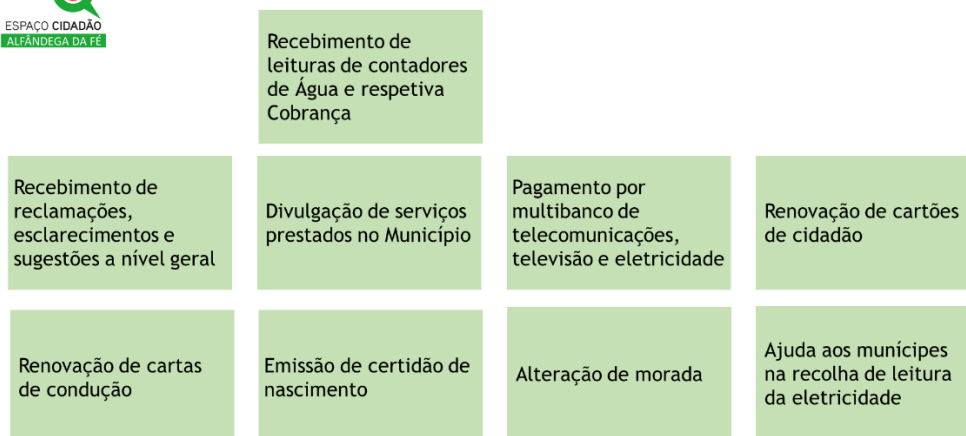 ESPAÇO CIDADÃO
ALFÂNDEGA DA FÉ
Recebimento de
leituras de contadores
de Água e respetiva
Cobrança
Recebimento de
reclamações,
esclarecimentos e
sugestões a nível geral
Divulgação de serviços
prestados no Município
Pagamento por
multibanco de
telecomunicações,
televisão e eletricidade
Renovação de cartões
de cidadão
Renovação de cartas
de condução
Emissão de certidão de
nascimento
Alteração de morada
Ajuda aos munícipes
na recolha de leitura
da eletricidade